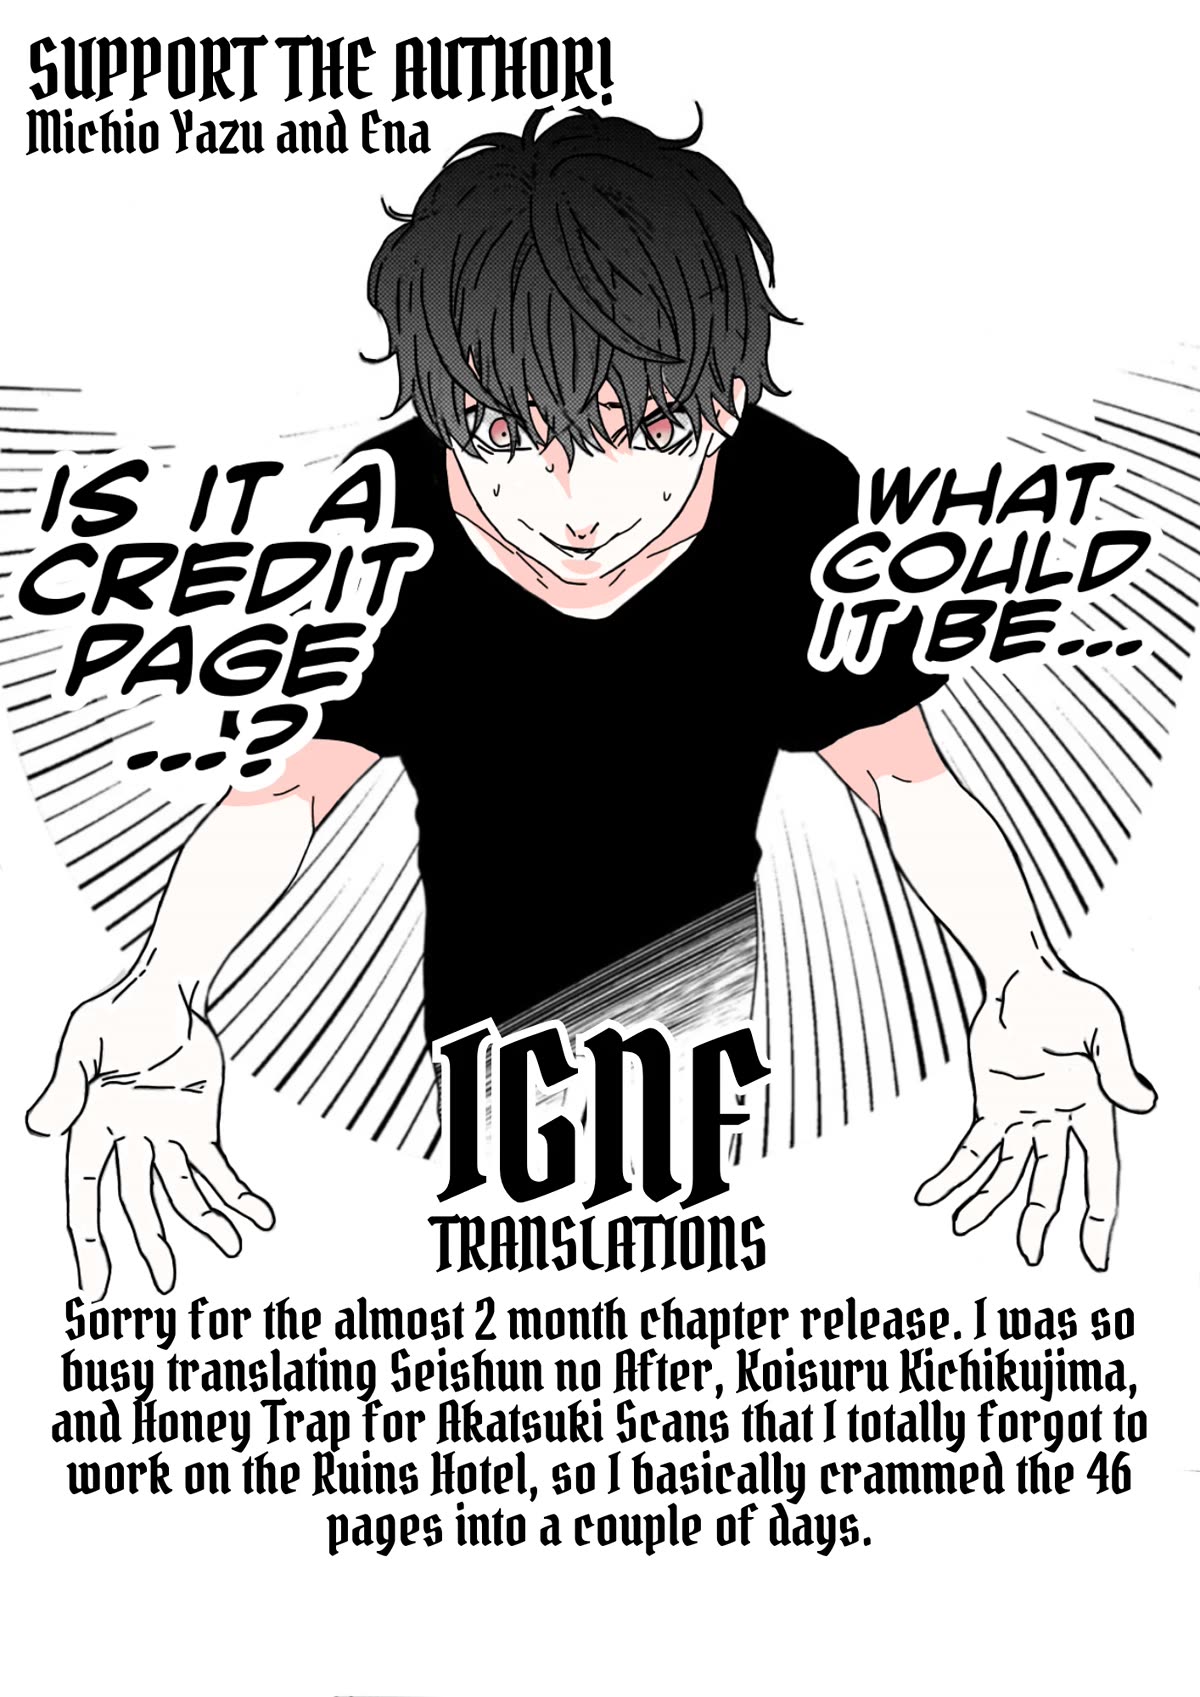 SUPPORT THE AUTHOR!
Michio Yazu and Ena
WHAT
COULD
IT BE...
IS IT A
CREDIT
PAGE
...?
IGNF
TRANSLATIONS
Sorry for the almost 2 month chapter release. I was so
busy translating Seishun no After, Koisuru Kichikujima,
and Honey Trap for Akatsuki Scans that I totally forgot to
work on the Ruins Hotel, so I basically crammed the 46
pages into a couple of days.